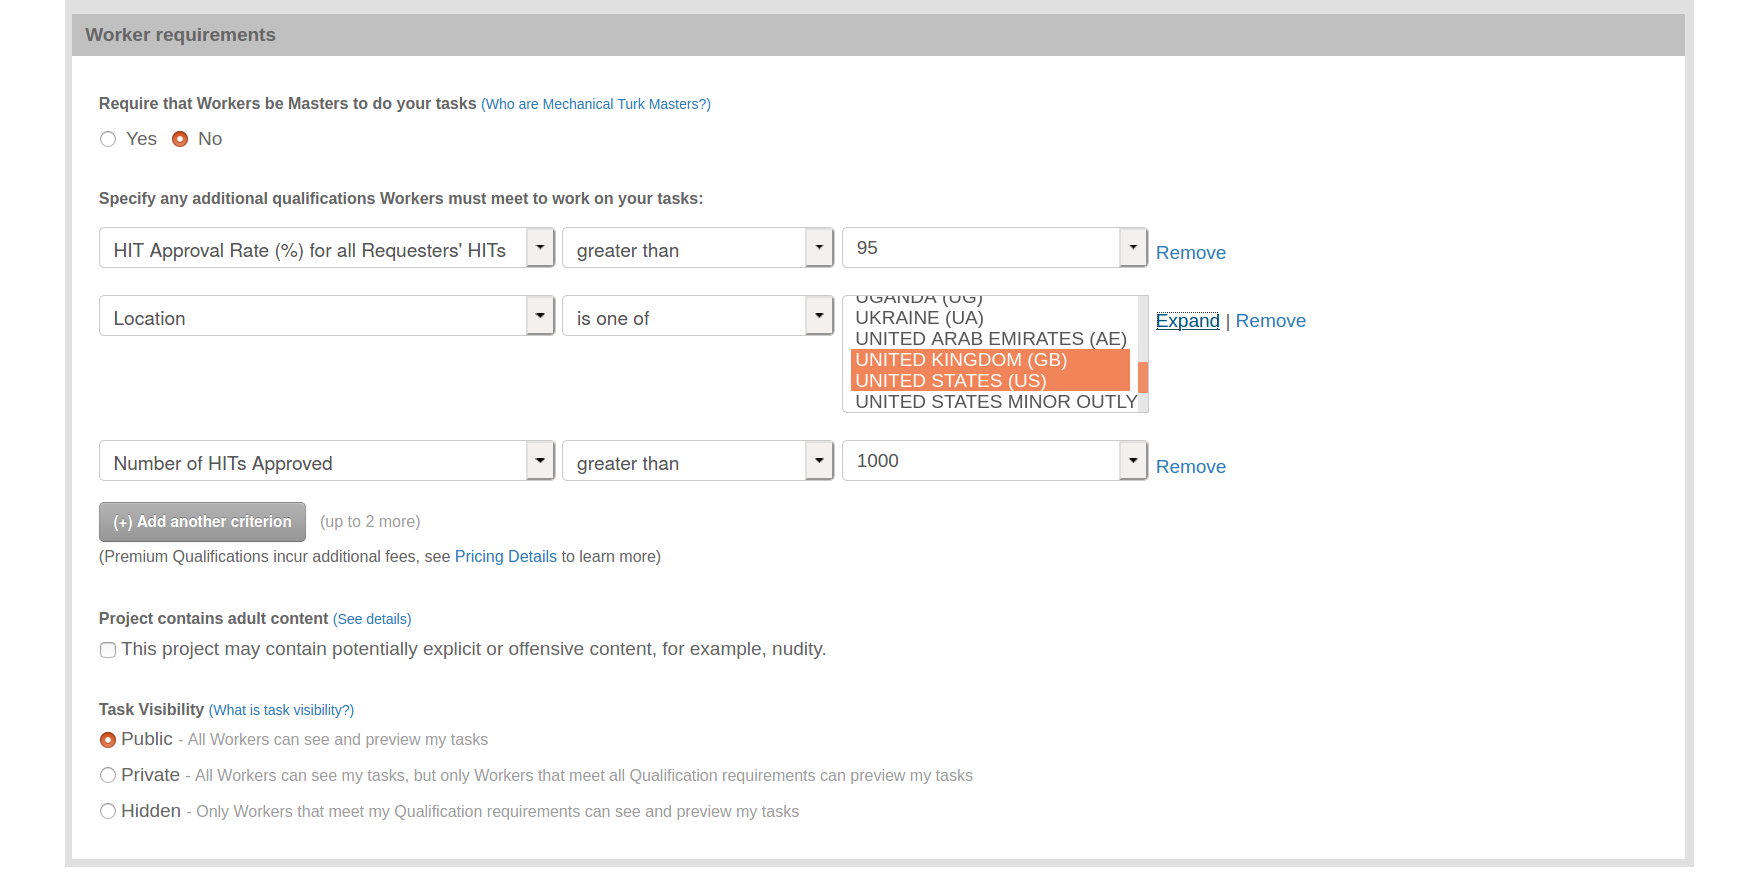 Worker requirements
Require that Workers be Masters to do your tasks (Who are Mechanical Turk Masters?)
Yes No
Specify any additional qualifications Workers must meet to work on your tasks:
HIT Approval Rate (%) for all Requesters' HITs greater than 95 Remove
UGANDA (UG)
Location is one of UKRAINE (UA) Expand | Remove
UNITED ARAB EMIRATES (AE)
UNITED KINGDOM (GB)
UNITED STATES (US)
UNITED STATES MINOR OUTLY
Number of HITs Approved greater than 1000 Remove
(+) Add another criterion (up to 2 more)
(Premium Qualifications incur additional fees, see Pricing Details to learn more)
Project contains adult content (See details)
This project may contain potentially explicit or offensive content, for example, nudity.
Task Visibility (What is task visibility?)
Public - All Workers can see and preview my tasks
Private - All Workers can see my tasks, but only Workers that meet all Qualification requirements can preview my tasks
Hidden - Only Workers that meet my Qualification requirements can see and preview my tasks